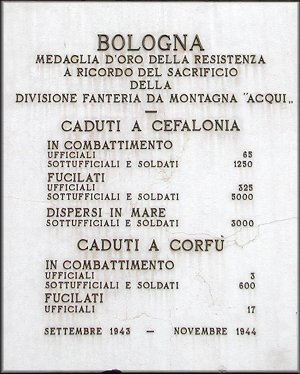 BOLOGNA
MEDAGLIA D'ORO DELLA RESISTENZA
A RICORDO DEL SACRIFICIO
DELLA
DIVISIONE FANTERIA DA MONTAGNA "ACQUI„
—
CADUTI A CEFALONIA
IN COMBATTIMENTO
UFFICIALI 65
SOTTUFFICIALI E SOLDATI 1250
FUCILATI
UFFICIALI 325
SOTTUFFICIALI E SOLDATI 5000
DISPERSI IN MARE
SOTTUFFICIALI E SOLDATI 3000
CADUTI A CORFÙ
IN COMBATTIMENTO
UFFICIALI 3
SOTTUFFICIALI E SOLDATI 600
FUCILATI
UFFICIALI 17
SETTEMBRE 1943 — NOVEMBRE 1944